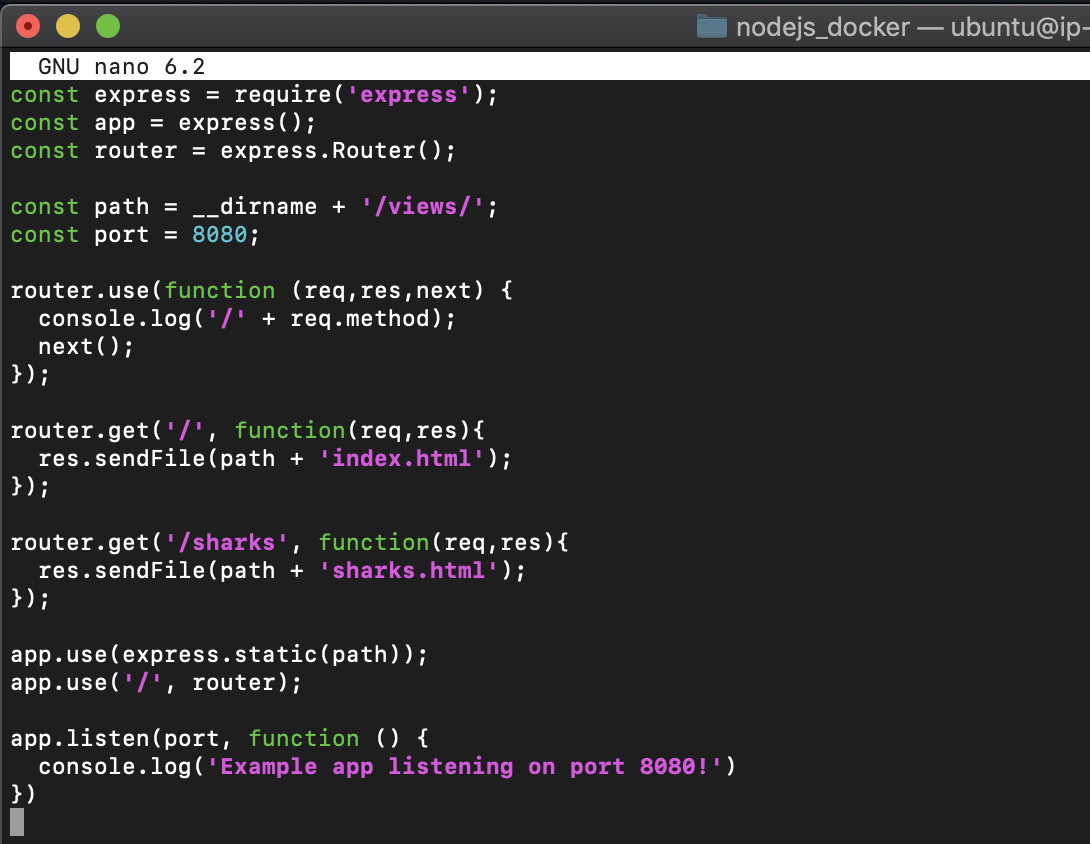 nodejs_docker — ubuntu@ip-
GNU nano 6.2
const express = require('express');
const app = express();
const router = express.Router();
const path = __dirname + '/views/';
const port = 8080;
router.use(function (req,res,next) {
  console.log('/' + req.method);
  next();
});
router.get('/', function(req,res){
  res.sendFile(path + 'index.html');
});
router.get('/sharks', function(req,res){
  res.sendFile(path + 'sharks.html');
});
app.use(express.static(path));
app.use('/', router);
app.listen(port, function () {
  console.log('Example app listening on port 8080!')
})